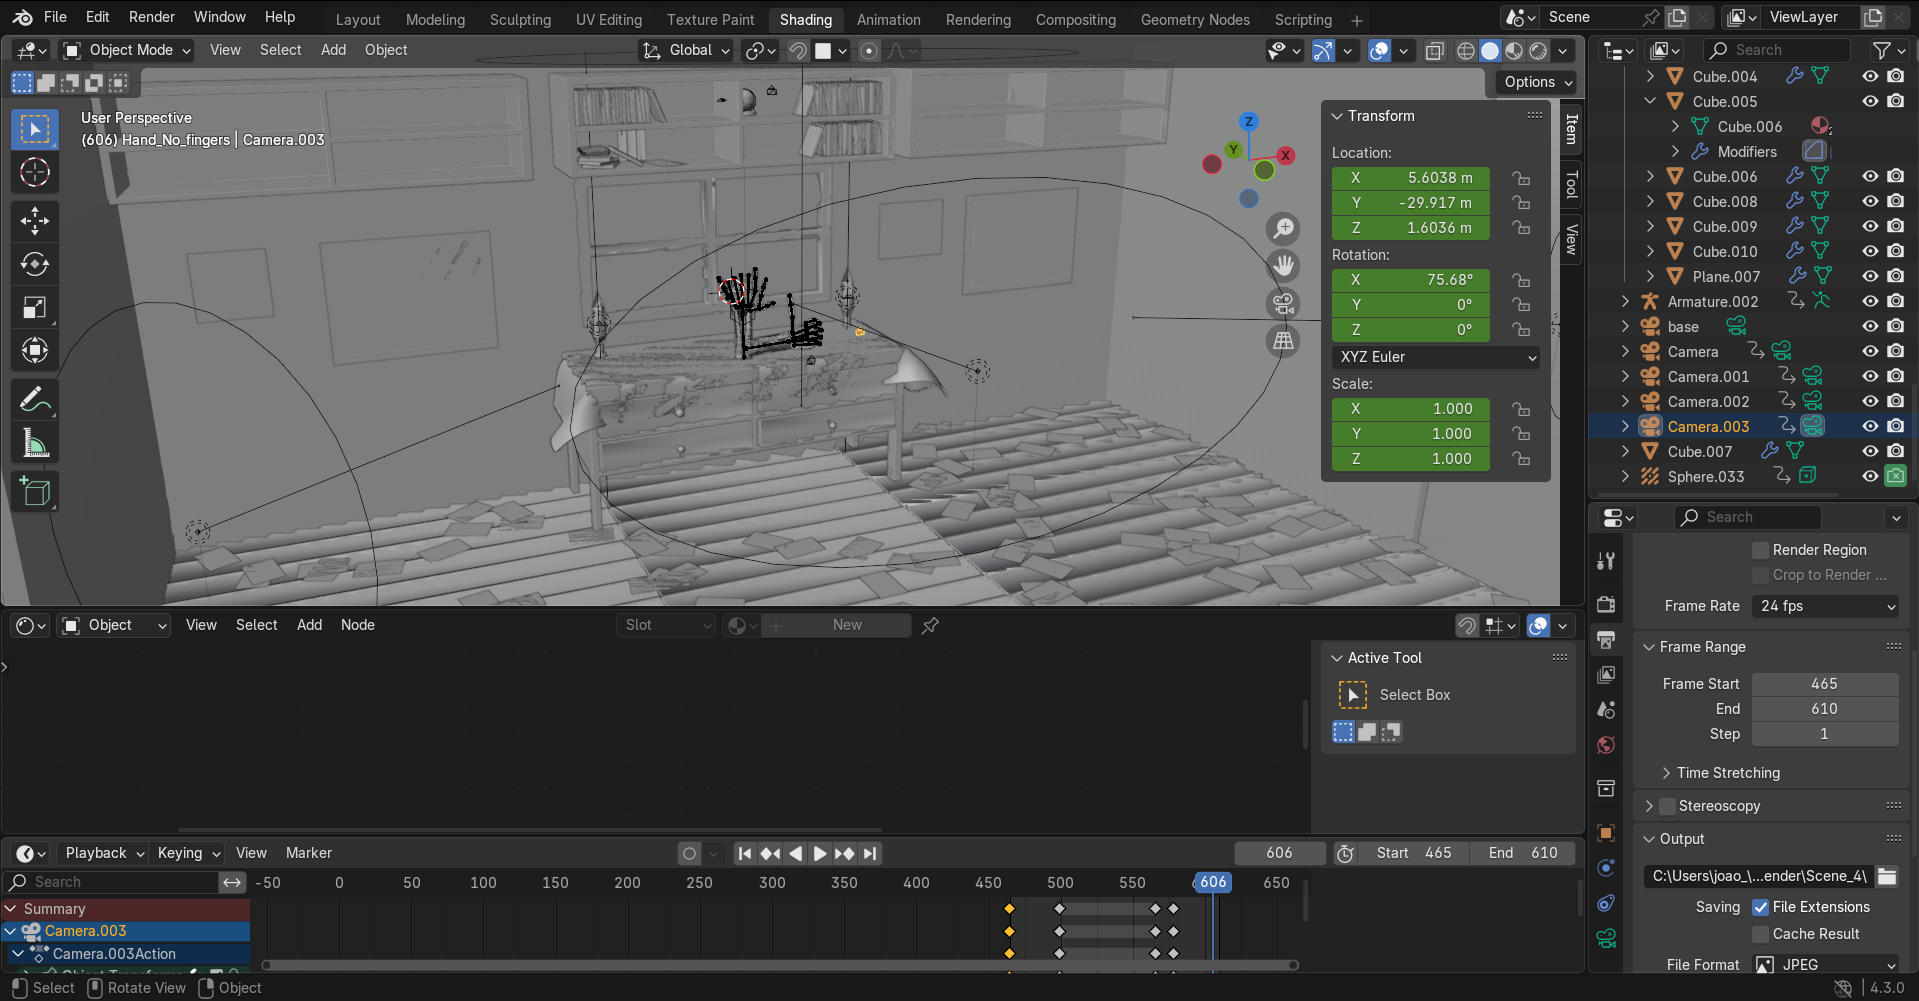 File Edit Render Window Help
Layout Modeling Sculpting UV Editing Texture Paint Shading Animation Rendering Compositing Geometry Nodes Scripting +
Scene ViewLayer
Object Mode View Select Add Object
Global
Options
User Perspective
(606) Hand_No_fingers | Camera.003
Z
Y
X
Transform
Location:
X 5.6038 m
Y -29.917 m
Z 1.6036 m
Rotation:
X 75.68°
Y 0°
Z 0°
XYZ Euler
Scale:
X 1.000
Y 1.000
Z 1.000
Item
Tool
View
Search
Cube.004
Cube.005
Cube.006
Modifiers
Cube.006
Cube.008
Cube.009
Cube.010
Plane.007
Armature.002
base
Camera
Camera.001
Camera.002
Camera.003
Cube.007
Sphere.033
Search
Render Region
Crop to Render ...
Frame Rate 24 fps
Frame Range
Frame Start 465
End 610
Step 1
Time Stretching
Stereoscopy
Output
C:\Users\joao_\...ender\Scene_4\
Saving File Extensions
Cache Result
File Format JPEG
Object View Select Add Node
Slot New
Active Tool
Select Box
Playback Keying View Marker
606 Start 465 End 610
Search
-50 0 50 100 150 200 250 300 350 400 450 500 550 606 650
Summary
Camera.003
Camera.003Action
Select Rotate View Object
4.3.0